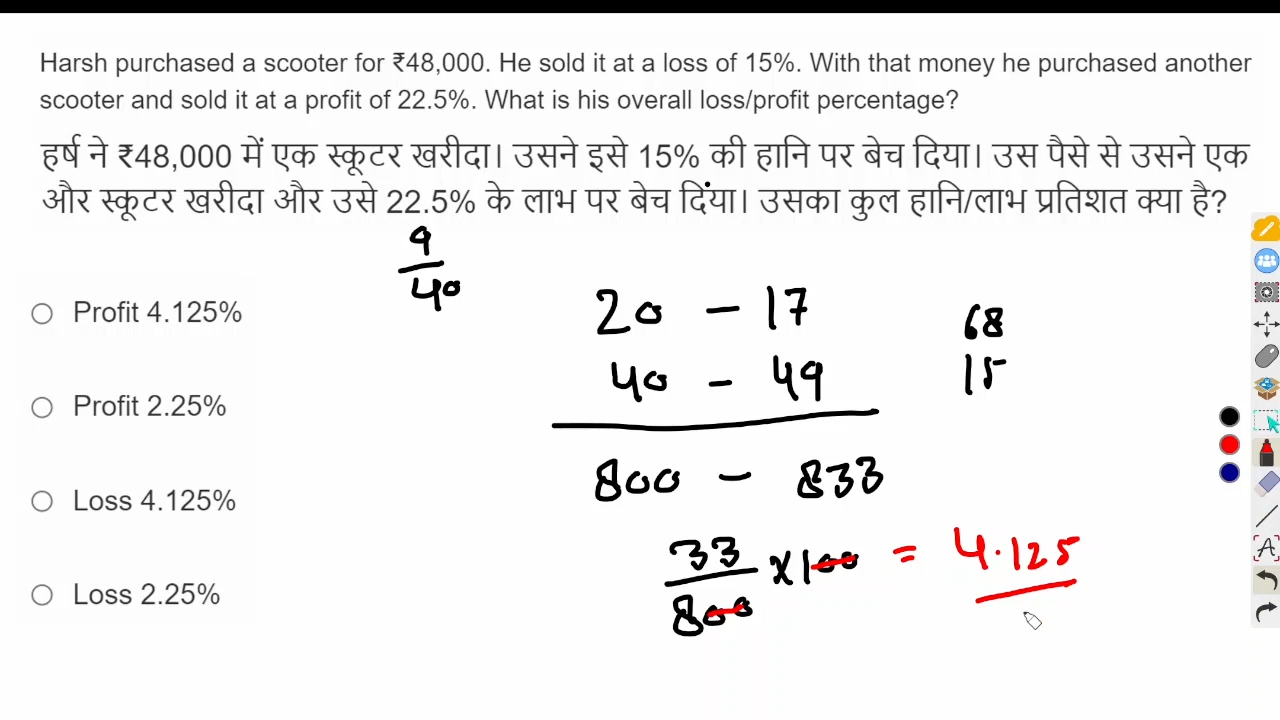 Harsh purchased a scooter for ₹48,000. He sold it at a loss of 15%. With that money he purchased another
scooter and sold it at a profit of 22.5%. What is his overall loss/profit percentage?
हर्ष ने ₹48,000 में एक स्कूटर खरीदा। उसने इसे 15% की हानि पर बेच दिया। उस पैसे से उसने एक
और स्कूटर खरीदा और उसे 22.5% के लाभ पर बेच दिया। उसका कुल हानि/लाभ प्रतिशत क्या है?
9
40
20 - 17
68
40 - 49
15
800 - 833
33
800
x100 = 4.125
Profit 4.125%
Profit 2.25%
Loss 4.125%
Loss 2.25%
A